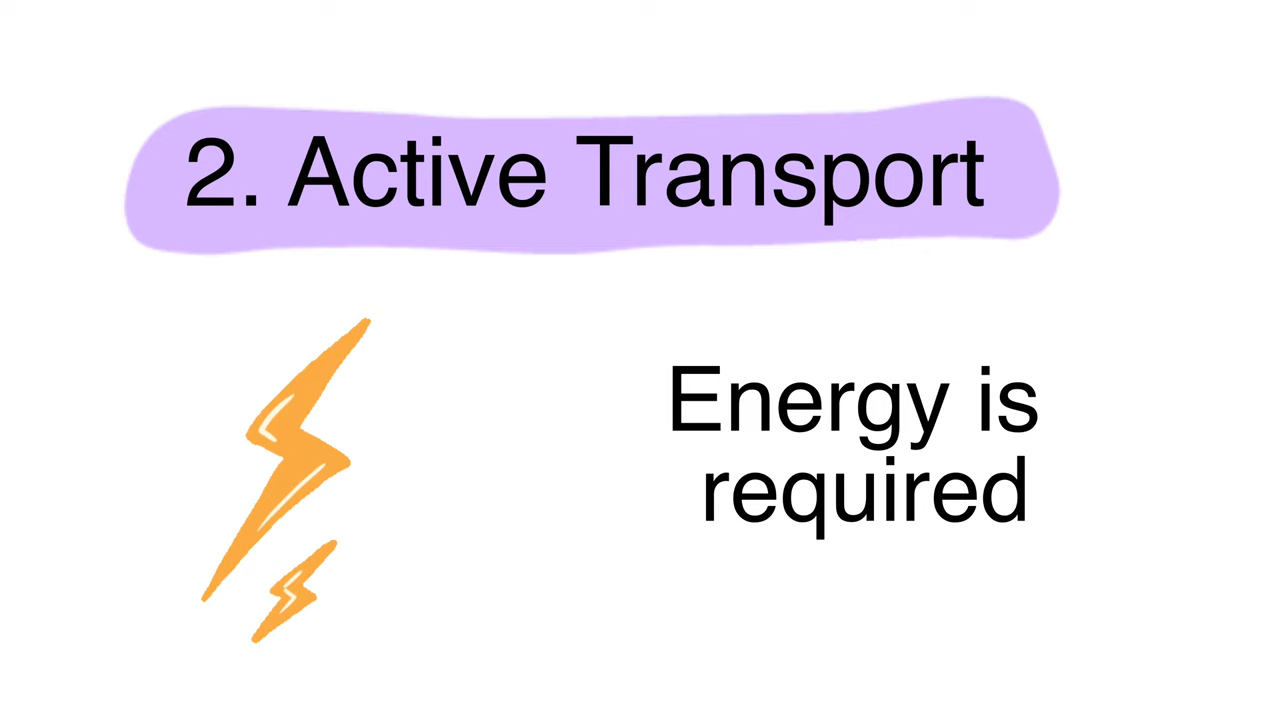 2. Active Transport
Energy is
required